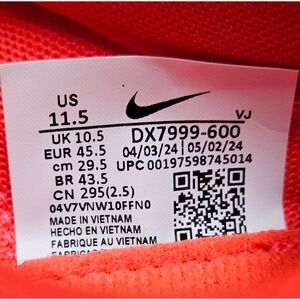 US
11.5 VJ
UK 10.5 DX7999-600
EUR 45.5 04/03/24 05/02/24
cm 29.5 UPC 00197598745014
BR 43.5
CN 295(2.5)
04V7VNW10FFN0
MADE IN VIETNAM
HECHO EN VIETNAM
FABRIQUE AU VIETNAM